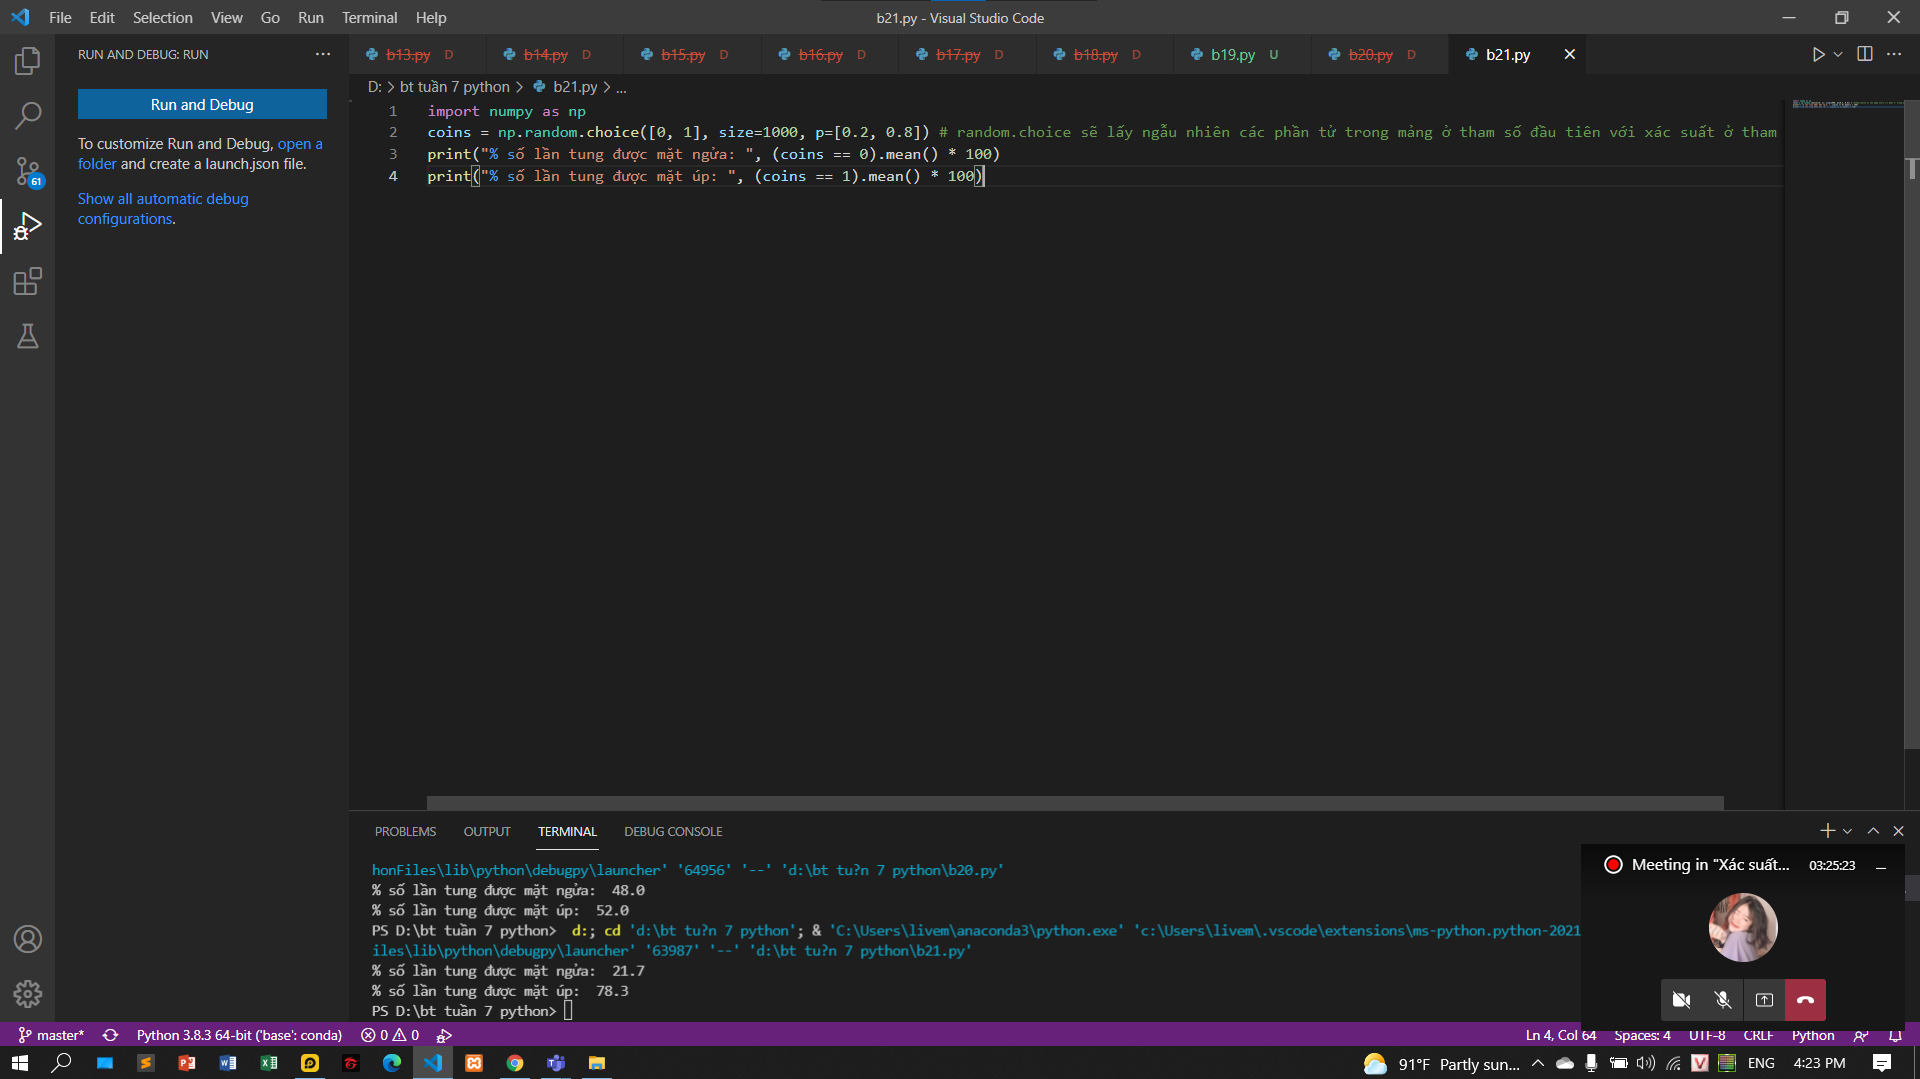 File Edit Selection View Go Run Terminal Help
b21.py - Visual Studio Code
RUN AND DEBUG: RUN
b13.py D b14.py D b15.py D b16.py D b17.py D b18.py D b19.py U b20.py D b21.py
D: > bt tuần 7 python > b21.py > ...
Run and Debug
To customize Run and Debug, open a
folder and create a launch.json file.
Show all automatic debug
configurations.
61
1 import numpy as np
2 coins = np.random.choice([0, 1], size=1000, p=[0.2, 0.8]) # random.choice sẽ lấy ngẫu nhiên các phần tử trong mảng ở tham số đầu tiên với xác suất ở tham
3 print("% số lần tung được mặt ngửa: ", (coins == 0).mean() * 100)
4 print("% số lần tung được mặt úp: ", (coins == 1).mean() * 100)
PROBLEMS OUTPUT TERMINAL DEBUG CONSOLE
honFiles\lib\python\debugpy\launcher' '64956' '--' 'd:\bt tu?n 7 python\b20.py'
% số lần tung được mặt ngửa:  48.0
% số lần tung được mặt úp:  52.0
PS D:\bt tuần 7 python>  d:; cd 'd:\bt tu?n 7 python'; & 'C:\Users\livem\anaconda3\python.exe' 'c:\Users\livem\.vscode\extensions\ms-python.python-2021
iles\lib\python\debugpy\launcher' '63987' '--' 'd:\bt tu?n 7 python\b21.py'
% số lần tung được mặt ngửa:  21.7
% số lần tung được mặt úp:  78.3
PS D:\bt tuần 7 python>
Meeting in "Xác suất... 03:25:23
master* Python 3.8.3 64-bit ('base': conda) 0 0 Ln 4, Col 64 Spaces: 4 UTF-8 CRLF Python
91°F Partly sun... ENG 4:23 PM